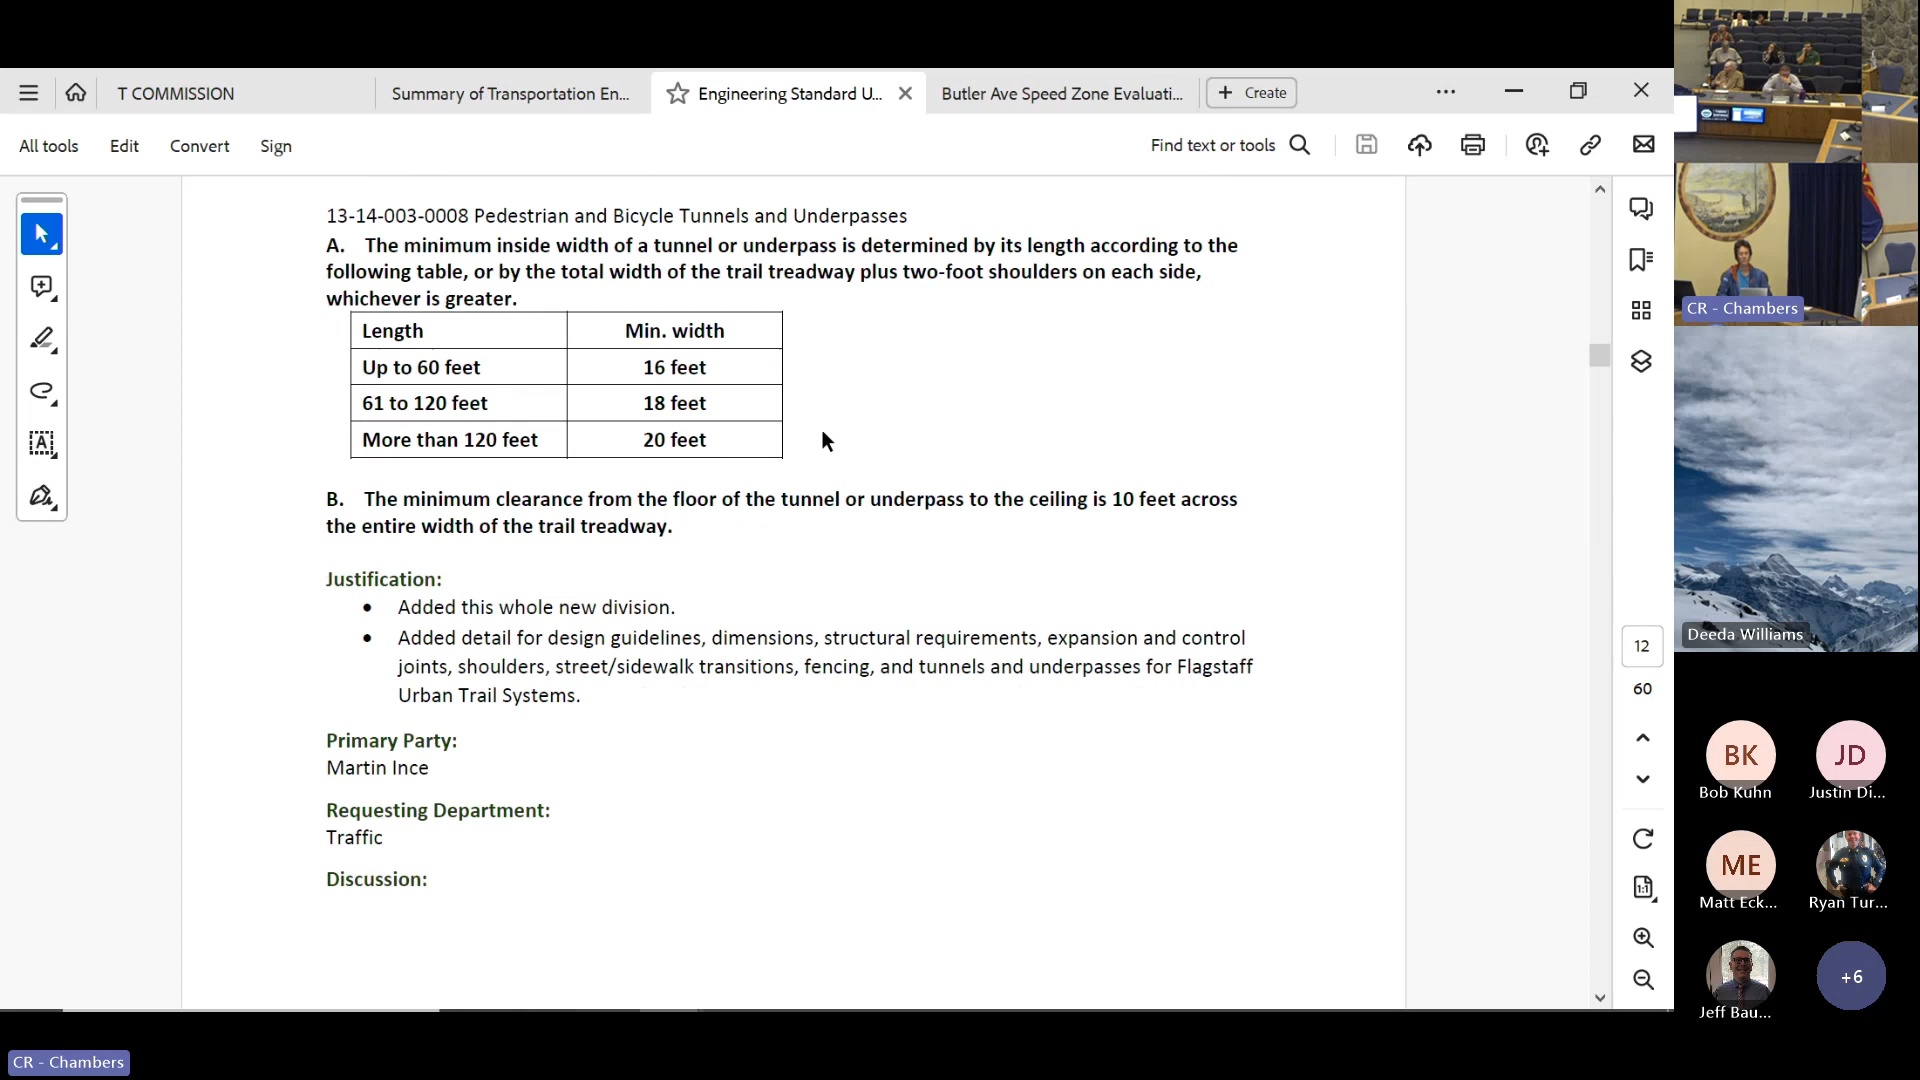 T COMMISSION
Summary of Transportation En...
Engineering Standard U...
Butler Ave Speed Zone Evaluati...
Create
All tools
Edit
Convert
Sign
Find text or tools
13-14-003-0008 Pedestrian and Bicycle Tunnels and Underpasses
A. The minimum inside width of a tunnel or underpass is determined by its length according to the
following table, or by the total width of the trail treadway plus two-foot shoulders on each side,
whichever is greater.
Length Min. width
Up to 60 feet 16 feet
61 to 120 feet 18 feet
More than 120 feet 20 feet
B. The minimum clearance from the floor of the tunnel or underpass to the ceiling is 10 feet across
the entire width of the trail treadway.
Justification:
• Added this whole new division.
• Added detail for design guidelines, dimensions, structural requirements, expansion and control
joints, shoulders, street/sidewalk transitions, fencing, and tunnels and underpasses for Flagstaff
Urban Trail Systems.
Primary Party:
Martin Ince
Requesting Department:
Traffic
Discussion:
12
60
1:1
CR - Chambers
Deeda Williams
BK
JD
Bob Kuhn
Justin Di...
ME
Matt Eck...
Ryan Tur...
+6
Jeff Bau...
CR - Chambers